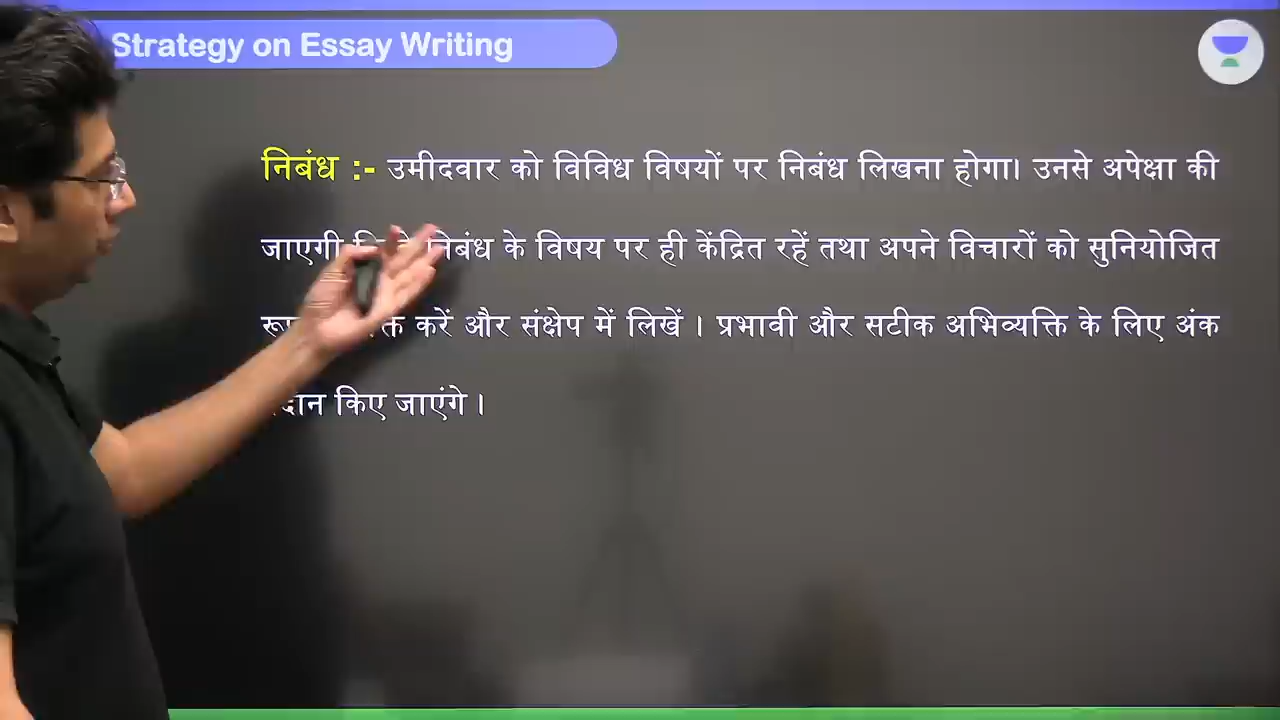 Strategy on Essay Writing
निबंध :- उमीदवार को विविध विषयों पर निबंध लिखना होगा। उनसे अपेक्षा की
जाएगी निबंध के विषय पर ही केंद्रित रहें तथा अपने विचारों को सुनियोजित
करें और संक्षेप में लिखें । प्रभावी और सटीक अभिव्यक्ति के लिए अंक
किए जाएंगे ।